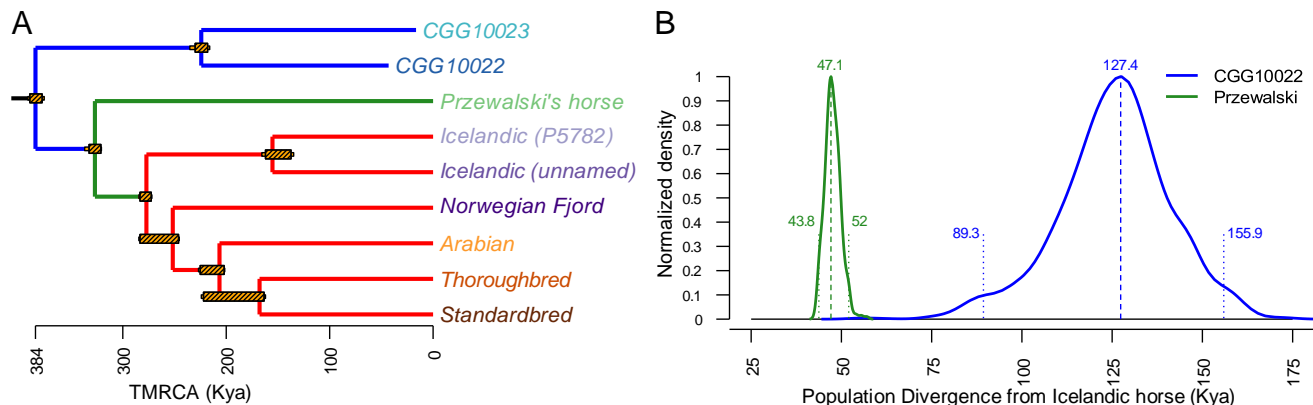 A
CGG10023
CGG10022
Przewalski's horse
Icelandic (P5782)
Icelandic (unnamed)
Norwegian Fjord
Arabian
Thoroughbred
Standardbred
384
300
200
100
0
TMRCA (Kya)
B
Normalized density
1
0.9
0.8
0.7
0.6
0.5
0.4
0.3
0.2
0.1
0
47.1
127.4
CGG10022
Przewalski
43.8
52
89.3
155.9
25
50
75
100
125
150
175
Population Divergence from Icelandic horse (Kya)